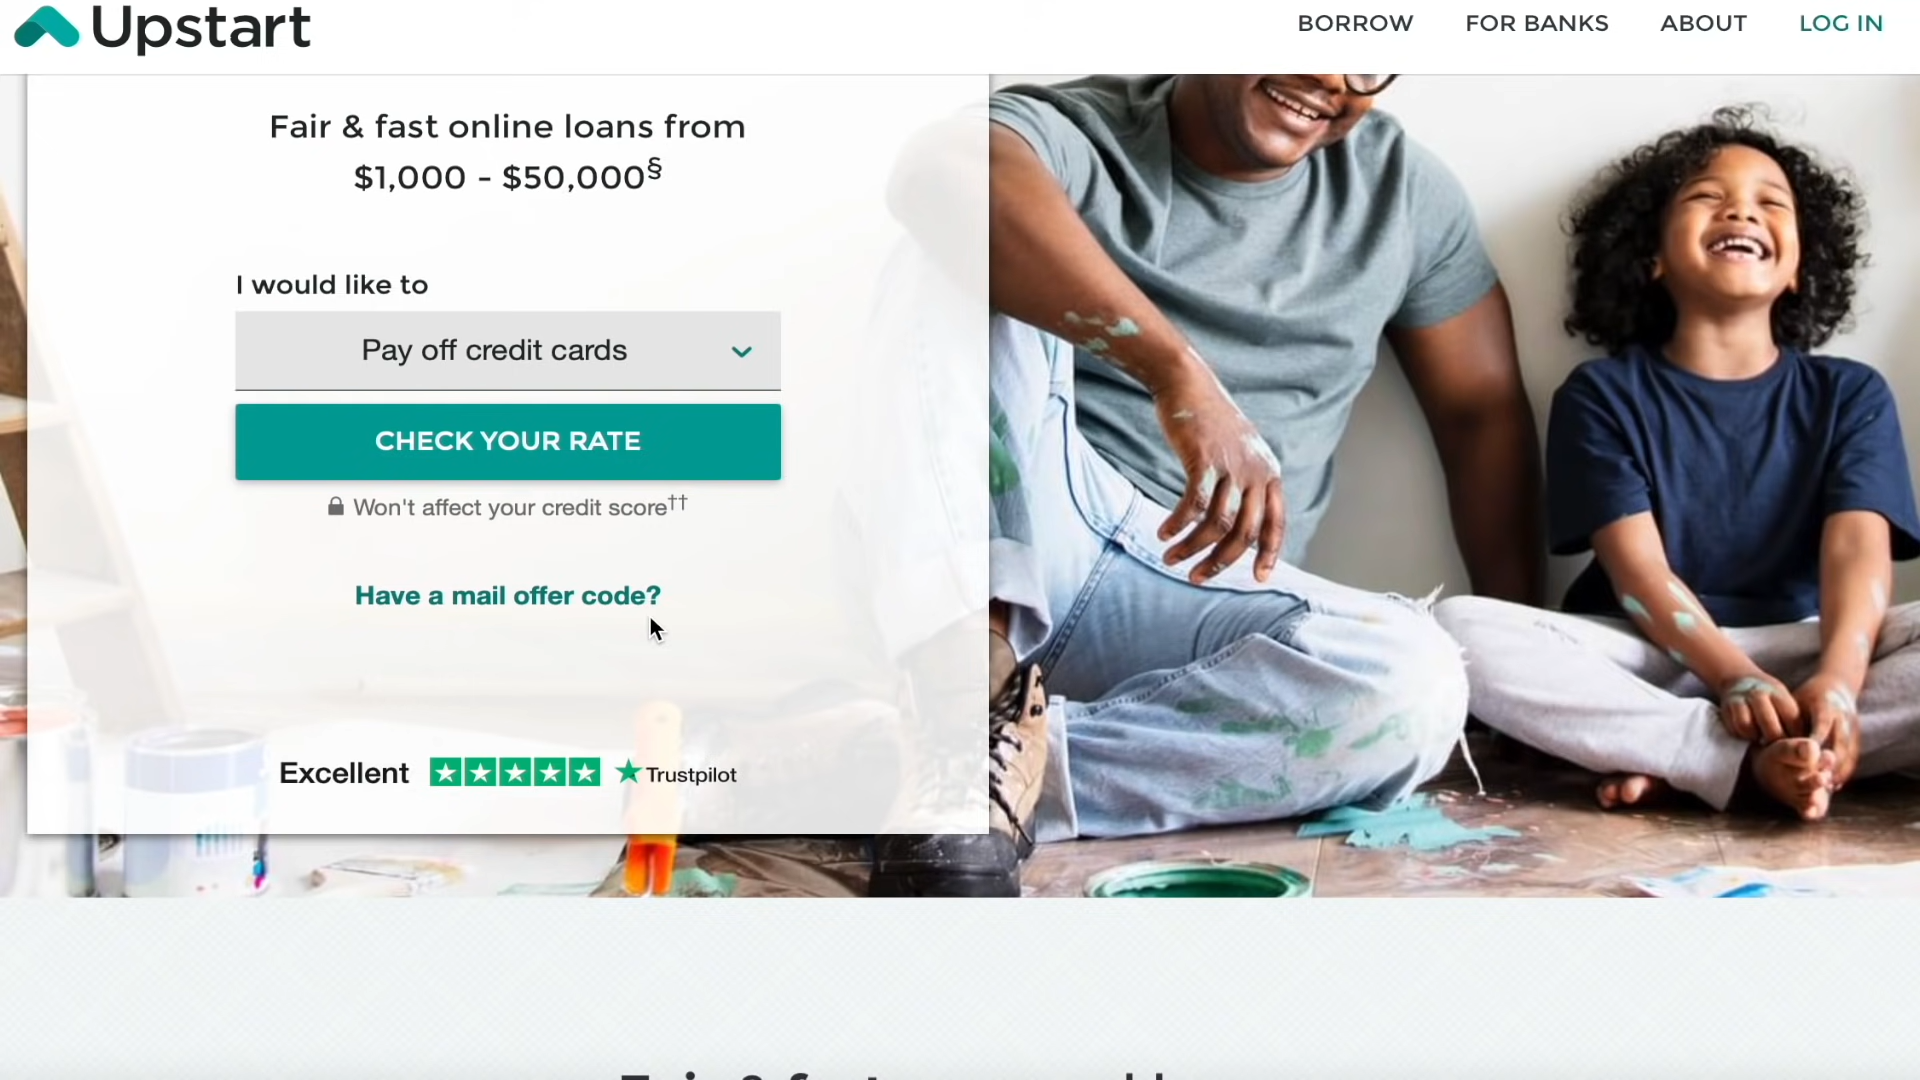 Upstart
BORROW
FOR BANKS
ABOUT
LOG IN
Fair & fast online loans from
$1,000 - $50,000§
I would like to
Pay off credit cards
CHECK YOUR RATE
Won't affect your credit score††
Have a mail offer code?
Excellent
Trustpilot